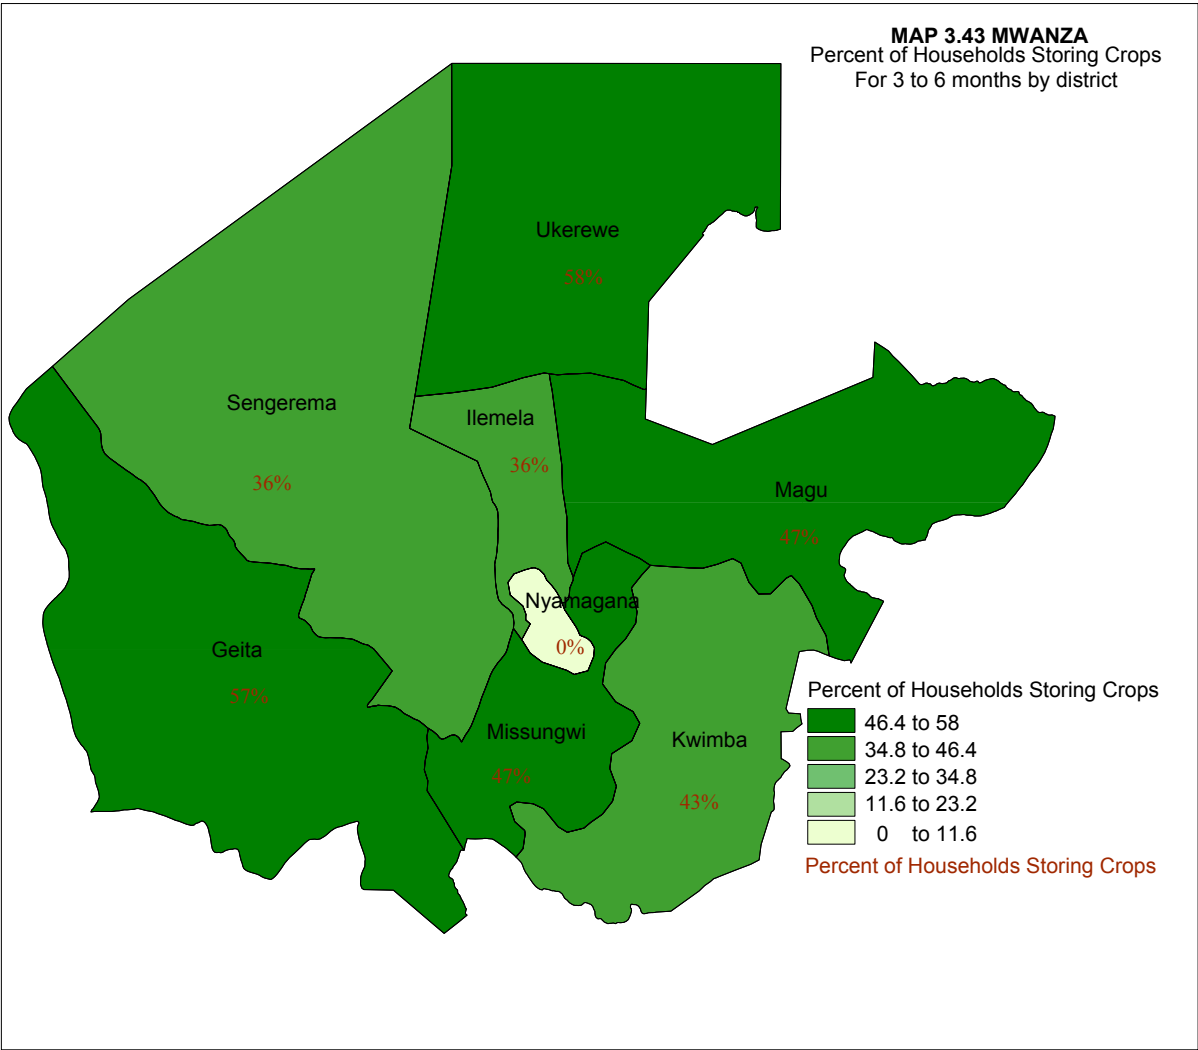 MAP 3.43 MWANZA
Percent of Households Storing Crops
For 3 to 6 months by district
Ukerewe
58%
Sengerema
36%
Ilemela
36%
Magu
47%
Nyamagana
0%
Geita
57%
Missungwi
47%
Kwimba
43%
Percent of Households Storing Crops
46.4 to 58
34.8 to 46.4
23.2 to 34.8
11.6 to 23.2
0 to 11.6
Percent of Households Storing Crops